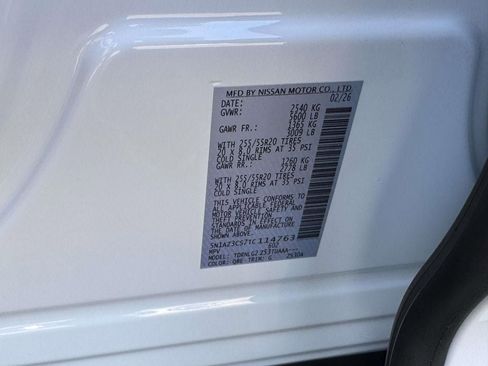 MFD BY NISSAN MOTOR CO., LTD.
DATE: 02/26
GVWR: 2540 KG
5600 LB
GAWR FR.: 1365 KG
3009 LB
WITH 255/55R20 TIRES
20 X 8.0 RIMS AT 35 PSI
COLD SINGLE
GAWR RR.: 1260 KG
2778 LB
WITH 255/55R20 TIRES
20 X 8.0 RIMS AT 35 PSI
COLD SINGLE
THIS VEHICLE CONFORMS TO ALL
APPLICABLE FEDERAL
MOTOR VEHICLE SAFETY AND
THEFT PREVENTION
STANDARDS IN EFFECT ON
THE DATE OF MANUFACTURE
SHOWN ABOVE.
5N1AZ3CS7TC114763
MPV
MODEL:
COLOR: QBE TRIM: G